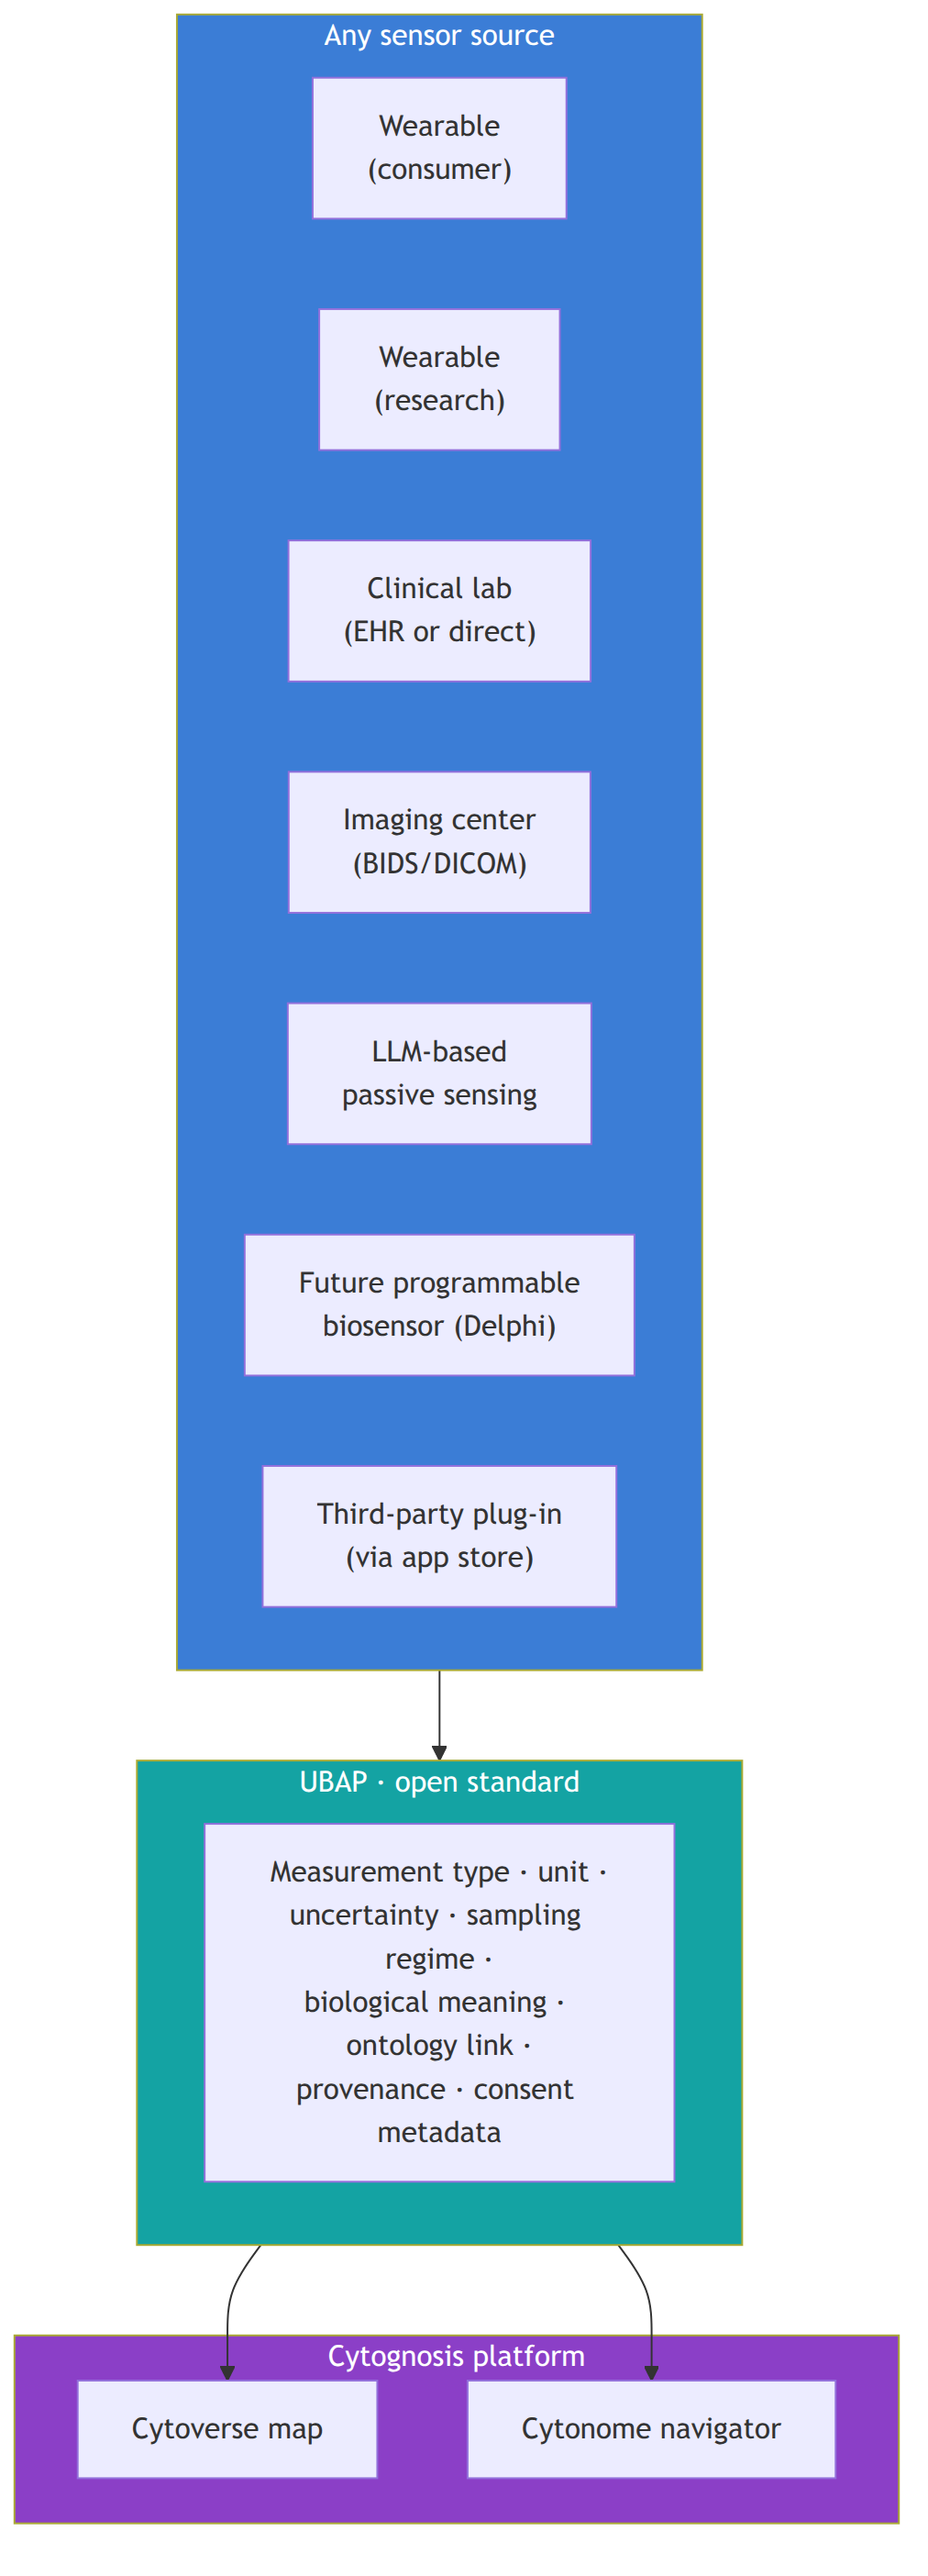 Any sensor source
Wearable
(consumer)
Wearable
(research)
Clinical lab
(EHR or direct)
Imaging center
(BIDS/DICOM)
LLM-based
passive sensing
Future programmable
biosensor (Delphi)
Third-party plug-in
(via app store)
UBAP · open standard
Measurement type · unit ·
uncertainty · sampling
regime ·
biological meaning ·
ontology link ·
provenance · consent
metadata
Cytognosis platform
Cytoverse map
Cytonome navigator